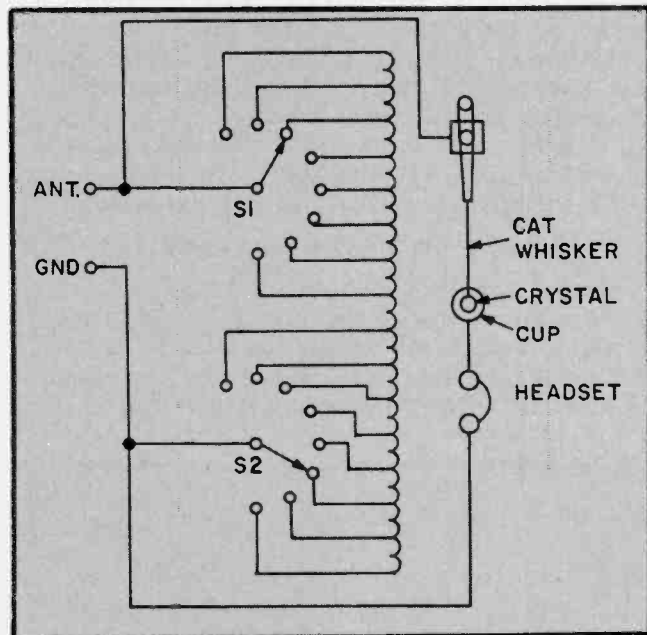 ANT.
S1
GND
CAT
WHISKER
CRYSTAL
CUP
HEADSET
S2